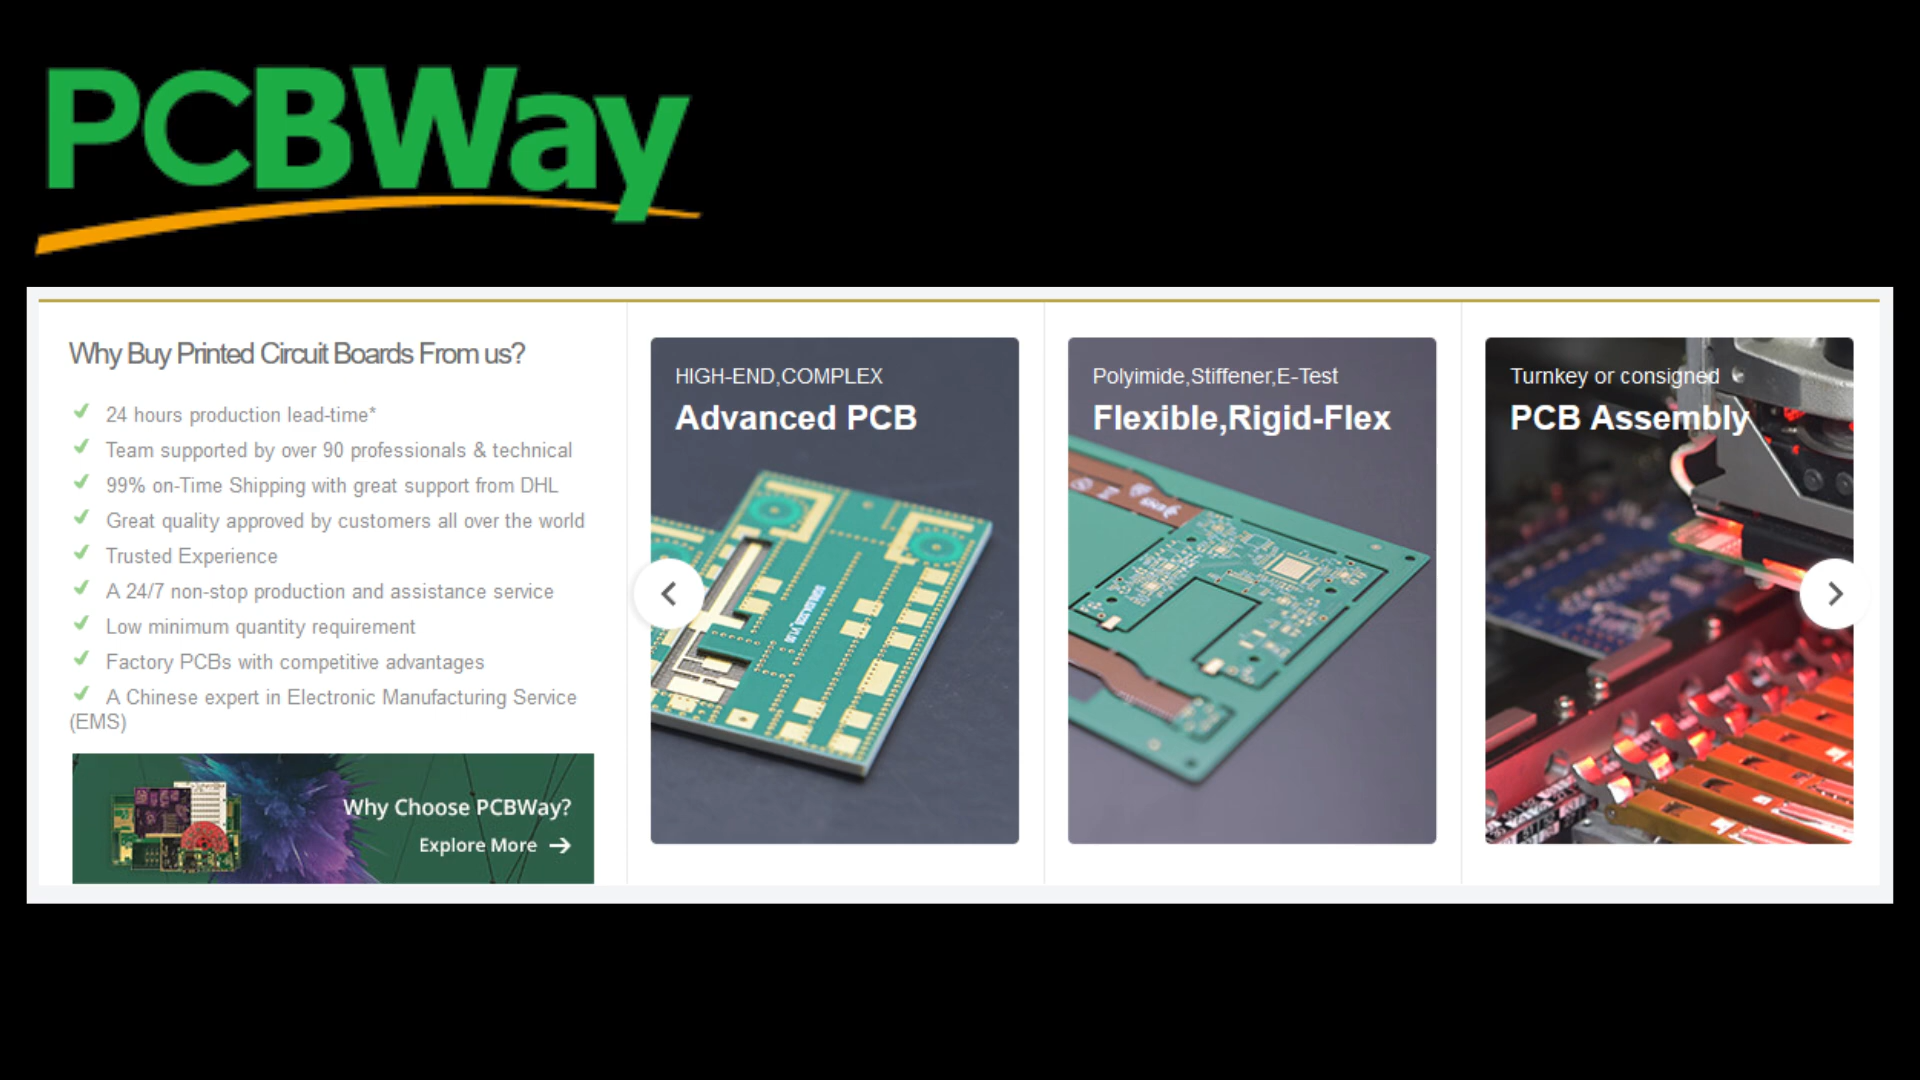 PCBWay
Why Buy Printed Circuit Boards From us?
24 hours production lead-time*
Team supported by over 90 professionals & technical
99% on-Time Shipping with great support from DHL
Great quality approved by customers all over the world
Trusted Experience
A 24/7 non-stop production and assistance service
Low minimum quantity requirement
Factory PCBs with competitive advantages
A Chinese expert in Electronic Manufacturing Service
(EMS)
Why Choose PCBWay?
Explore More
HIGH-END,COMPLEX
Advanced PCB
Polyimide,Stiffener,E-Test
Flexible,Rigid-Flex
Turnkey or consigned
PCB Assembly